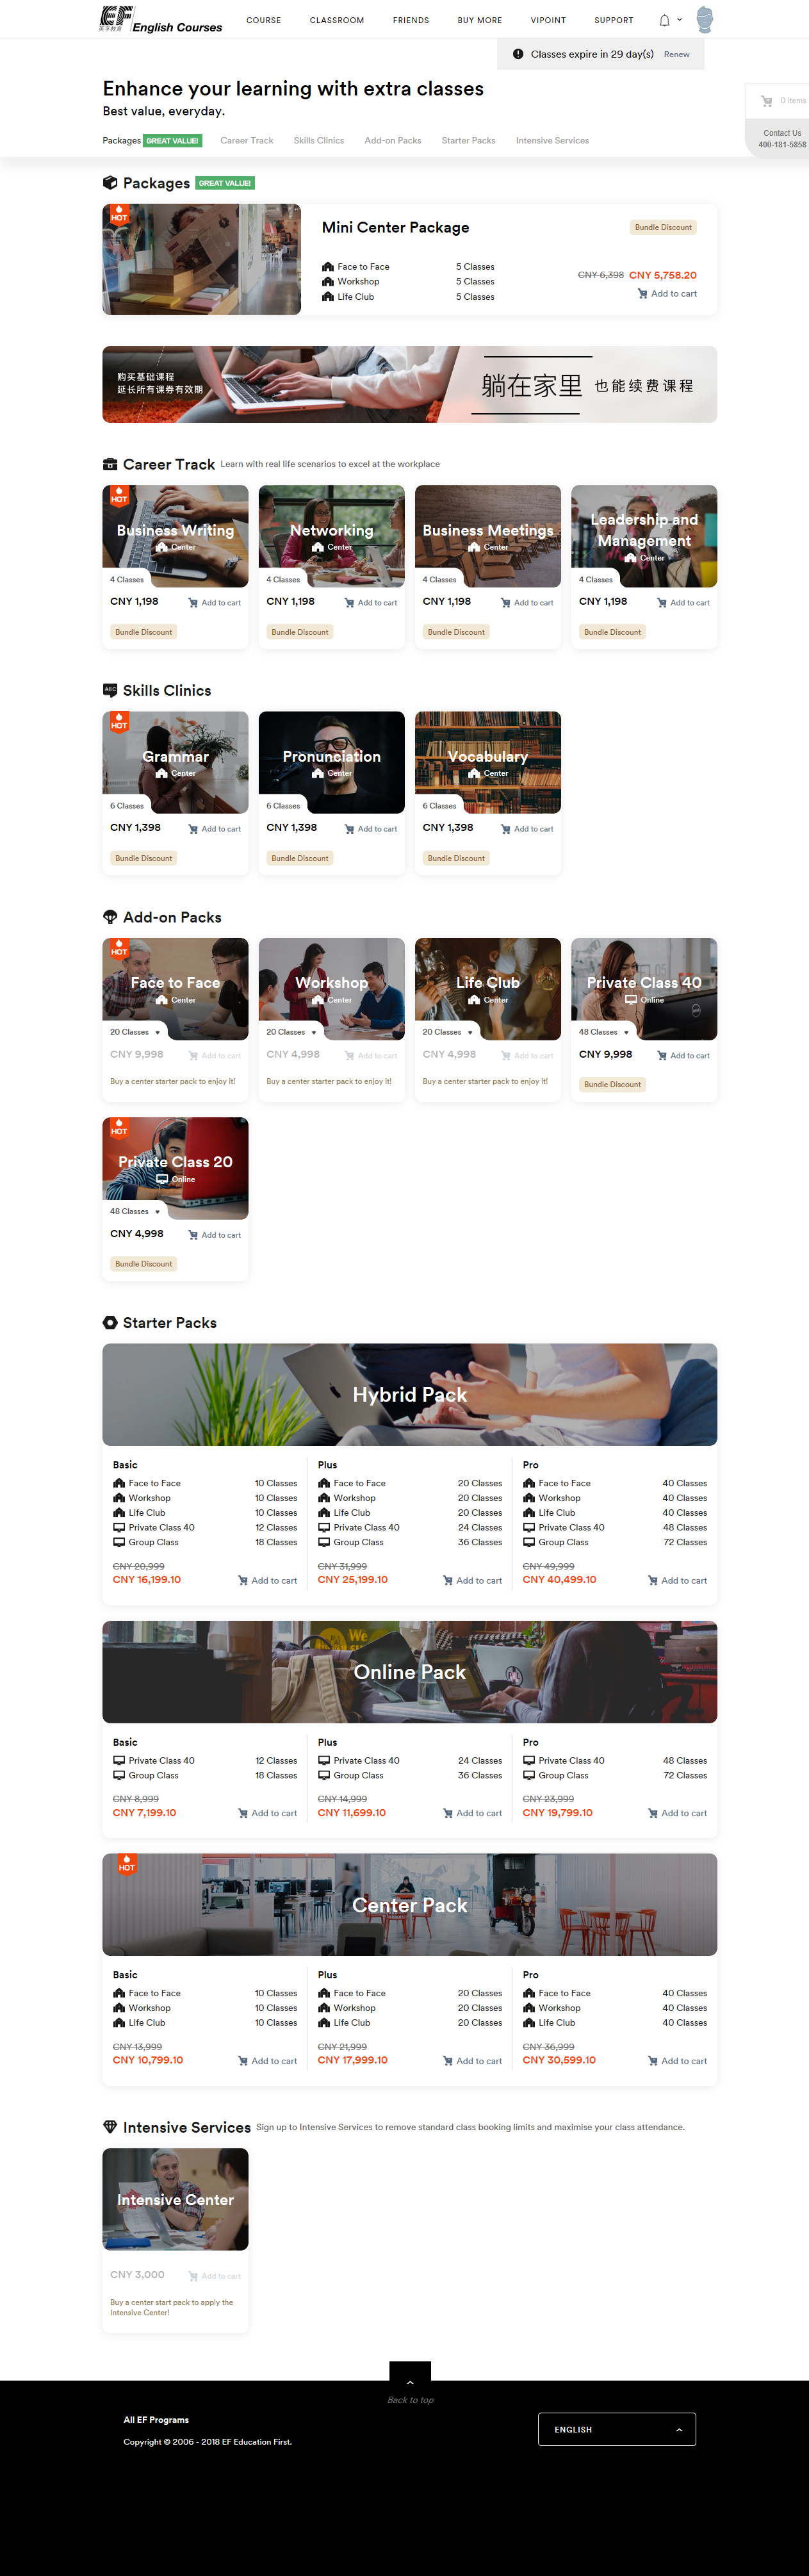 EF English Courses
英孚教育
COURSE CLASSROOM FRIENDS BUY MORE VIPOINT SUPPORT
Classes expire in 29 day(s) Renew
Enhance your learning with extra classes
Best value, everyday.
0 Items
Contact Us
400-181-5858
Packages GREAT VALUE! Career Track Skills Clinics Add-on Packs Starter Packs Intensive Services
Packages GREAT VALUE!
HOT
Mini Center Package Bundle Discount
Face to Face 5 Classes
Workshop 5 Classes
Life Club 5 Classes
CNY 6,398 CNY 5,758.20
Add to cart
购买基础课程
延长所有课券有效期
躺在家里 也能续费课程
Career Track Learn with real life scenarios to excel at the workplace
HOT
Business Writing
Center
4 Classes
CNY 1,198 Add to cart
Bundle Discount
Networking
Center
4 Classes
CNY 1,198 Add to cart
Bundle Discount
Business Meetings
Center
4 Classes
CNY 1,198 Add to cart
Bundle Discount
Leadership and
Management
Center
4 Classes
CNY 1,198 Add to cart
Bundle Discount
ABC
Skills Clinics
HOT
Grammar
Center
6 Classes
CNY 1,398 Add to cart
Bundle Discount
Pronunciation
Center
6 Classes
CNY 1,398 Add to cart
Bundle Discount
Vocabulary
Center
6 Classes
CNY 1,398 Add to cart
Bundle Discount
Add-on Packs
HOT
Face to Face
Center
20 Classes
CNY 9,998 Add to cart
Buy a center starter pack to enjoy it!
Workshop
Center
20 Classes
CNY 4,998 Add to cart
Buy a center starter pack to enjoy it!
Life Club
Center
20 Classes
CNY 4,998 Add to cart
Buy a center starter pack to enjoy it!
Private Class 40
Online
48 Classes
CNY 9,998 Add to cart
Bundle Discount
HOT
Private Class 20
Online
48 Classes
CNY 4,998 Add to cart
Bundle Discount
Starter Packs
Hybrid Pack
Basic
Face to Face 10 Classes
Workshop 10 Classes
Life Club 10 Classes
Private Class 40 12 Classes
Group Class 18 Classes
CNY 20,999
CNY 16,199.10 Add to cart
Plus
Face to Face 20 Classes
Workshop 20 Classes
Life Club 20 Classes
Private Class 40 24 Classes
Group Class 36 Classes
CNY 31,999
CNY 25,199.10 Add to cart
Pro
Face to Face 40 Classes
Workshop 40 Classes
Life Club 40 Classes
Private Class 40 48 Classes
Group Class 72 Classes
CNY 49,999
CNY 40,499.10 Add to cart
We
Online Pack
Basic
Private Class 40 12 Classes
Group Class 18 Classes
CNY 8,999
CNY 7,199.10 Add to cart
Plus
Private Class 40 24 Classes
Group Class 36 Classes
CNY 14,999
CNY 11,699.10 Add to cart
Pro
Private Class 40 48 Classes
Group Class 72 Classes
CNY 23,999
CNY 19,799.10 Add to cart
HOT
Center Pack
Basic
Face to Face 10 Classes
Workshop 10 Classes
Life Club 10 Classes
CNY 13,999
CNY 10,799.10 Add to cart
Plus
Face to Face 20 Classes
Workshop 20 Classes
Life Club 20 Classes
CNY 21,999
CNY 17,999.10 Add to cart
Pro
Face to Face 40 Classes
Workshop 40 Classes
Life Club 40 Classes
CNY 36,999
CNY 30,599.10 Add to cart
Intensive Services Sign up to Intensive Services to remove standard class booking limits and maximise your class attendance.
Intensive Center
CNY 3,000 Add to cart
Buy a center start pack to apply the
Intensive Center!
Back to top
All EF Programs
Copyright © 2006 - 2018 EF Education First.
ENGLISH